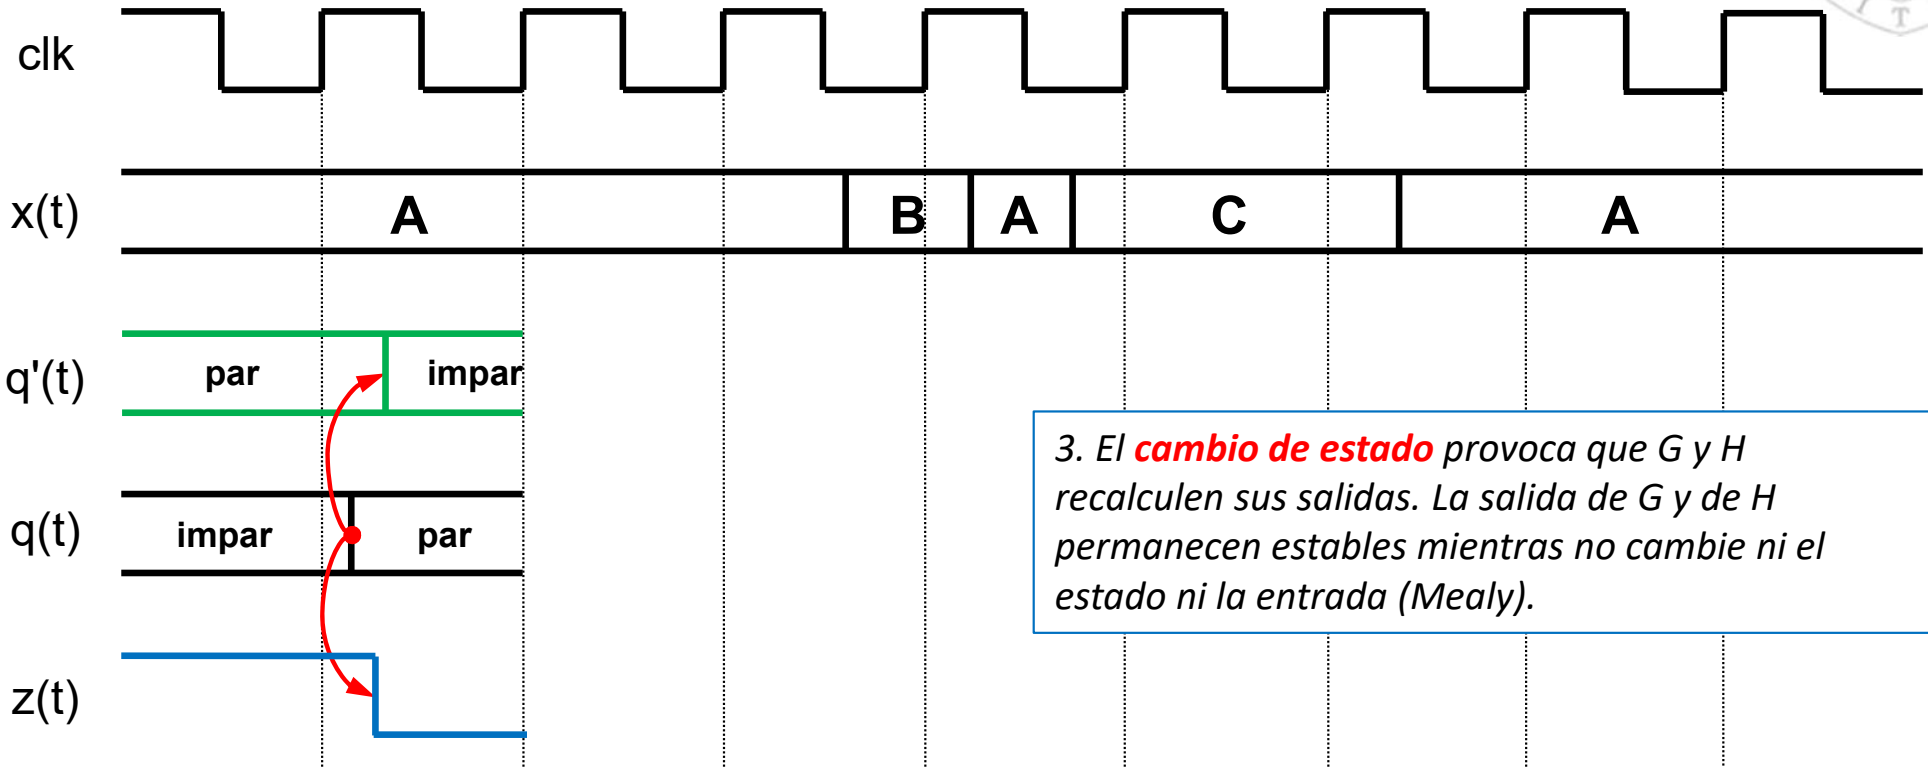 clk
x(t)
A
B
A
C
A
q'(t)
par
impar
q(t)
impar
par
3. El cambio de estado provoca que G y H
recalculen sus salidas. La salida de G y de H
permanecen estables mientras no cambie ni el
estado ni la entrada (Mealy).
z(t)